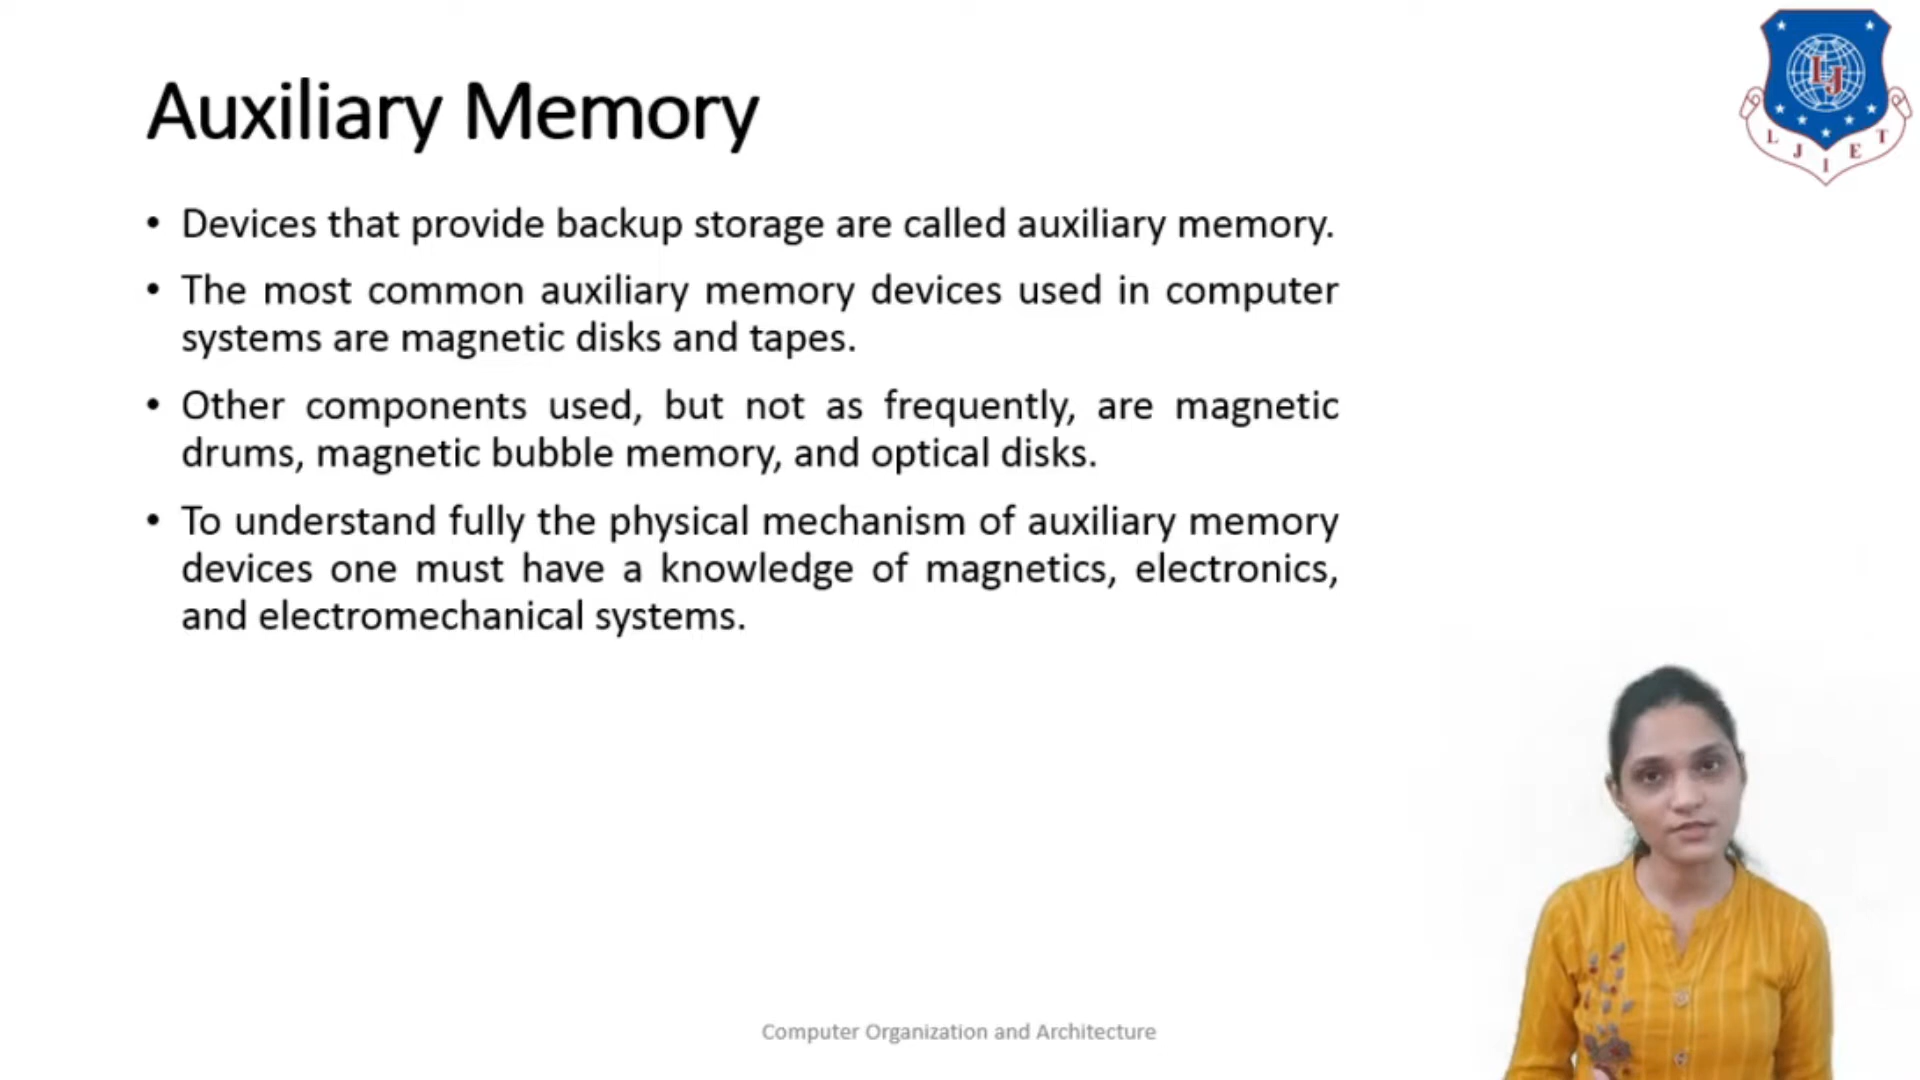 Auxiliary Memory
• Devices that provide backup storage are called auxiliary memory.
• The most common auxiliary memory devices used in computer
systems are magnetic disks and tapes.
• Other components used, but not as frequently, are magnetic
drums, magnetic bubble memory, and optical disks.
• To understand fully the physical mechanism of auxiliary memory
devices one must have a knowledge of magnetics, electronics,
and electromechanical systems.
LJ
L J I E T
Computer Organization and Architecture